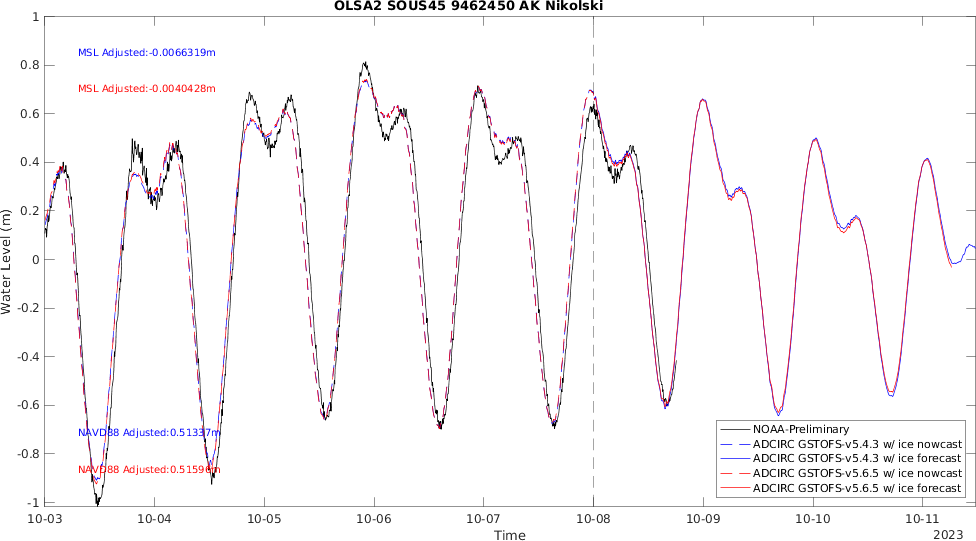 OLSA2 SOUS45 9462450 AK Nikolski
1
0.8
0.6
0.4
0.2
0
-0.2
-0.4
-0.6
-0.8
-1
Water Level (m)
MSL Adjusted:-0.0066319m
MSL Adjusted:-0.0040428m
NAVD88 Adjusted:0.51337m
NAVD88 Adjusted:0.51596m
NOAA-Preliminary
ADCIRC GSTOFS-v5.4.3 w/ ice nowcast
ADCIRC GSTOFS-v5.4.3 w/ ice forecast
ADCIRC GSTOFS-v5.6.5 w/ ice nowcast
ADCIRC GSTOFS-v5.6.5 w/ ice forecast
10-03 10-04 10-05 10-06 10-07 10-08 10-09 10-10 10-11
Time
2023